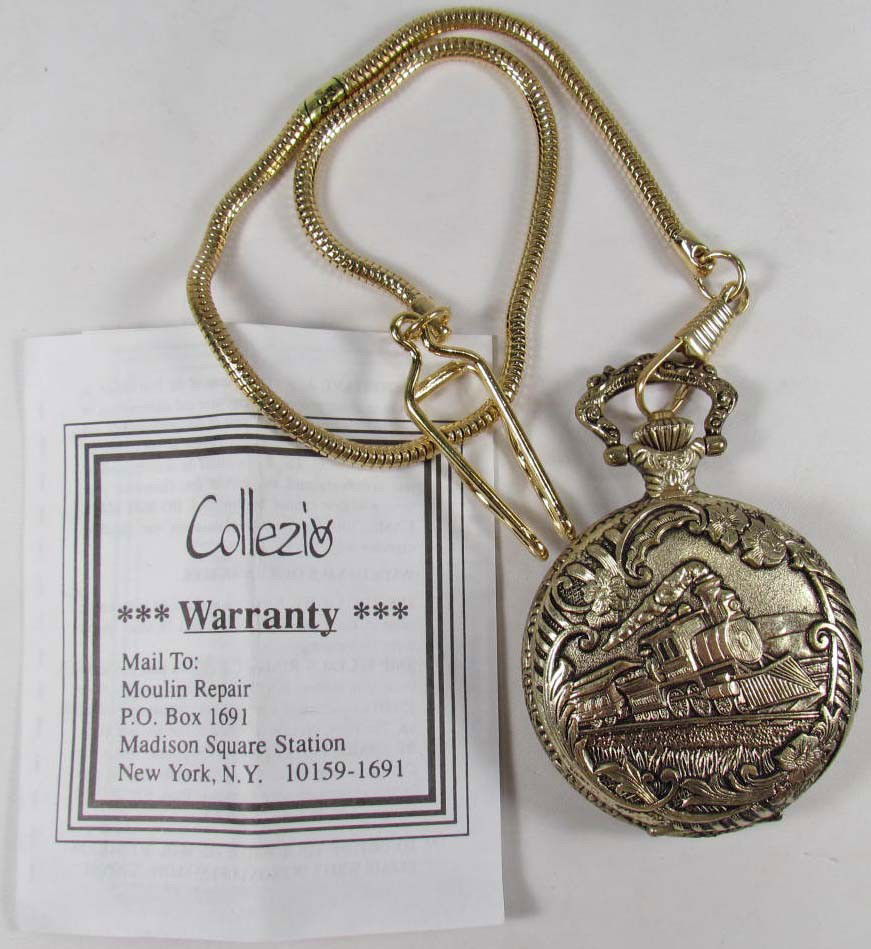 Collezio
*** Warranty ***
Mail To:
Moulin Repair
P.O. Box 1691
Madison Square Station
New York, N.Y. 10159-1691